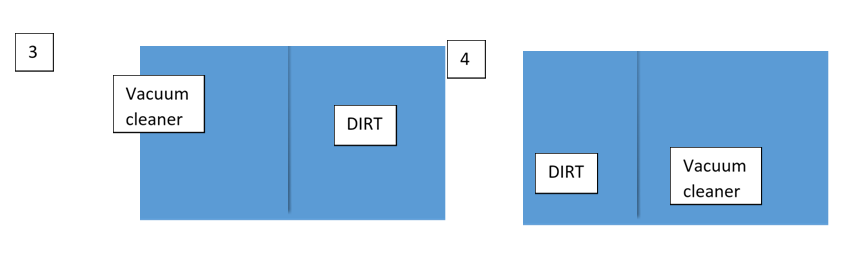 3
Vacuum
cleaner
DIRT
4
DIRT
Vacuum
cleaner